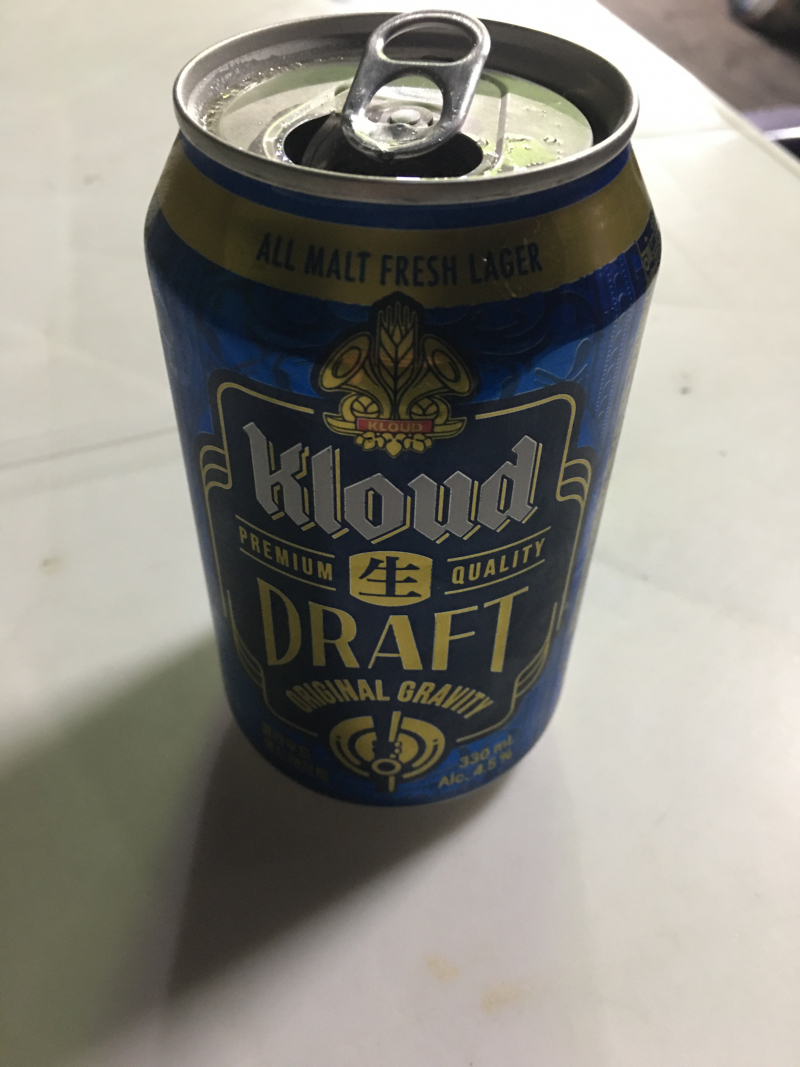 ALL MALT FRESH LAGER
KLOUD
Kloud
PREMIUM 生 QUALITY
DRAFT
ORIGINAL GRAVITY
330 mL
Alc. 4.5%